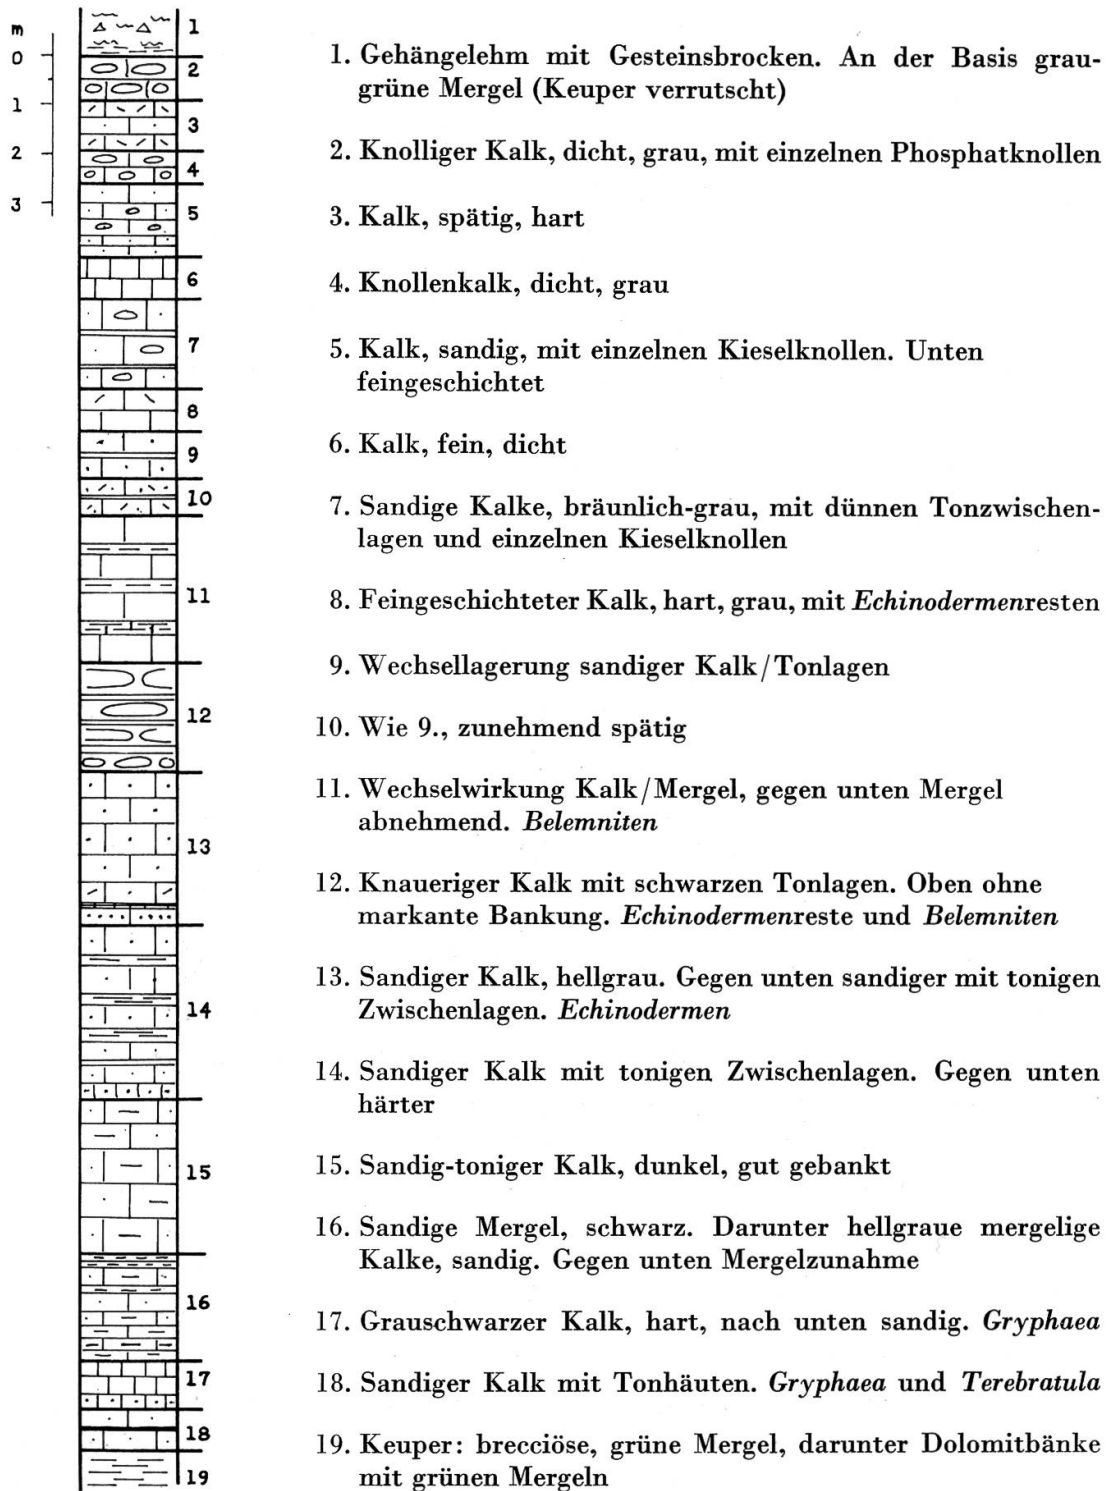 m
0
1
2
3
1
2
3
4
5
6
7
8
9
10
11
12
13
14
15
16
17
18
19
1. Gehängelehm mit Gesteinsbrocken. An der Basis grau-
grüne Mergel (Keuper verrutscht)
2. Knolliger Kalk, dicht, grau, mit einzelnen Phosphatknollen
3. Kalk, spätig, hart
4. Knollenkalk, dicht, grau
5. Kalk, sandig, mit einzelnen Kieselknollen. Unten
feingeschichtet
6. Kalk, fein, dicht
7. Sandige Kalke, bräunlich-grau, mit dünnen Tonzwischen-
lagen und einzelnen Kieselknollen
8. Feingeschichteter Kalk, hart, grau, mit Echinodermenresten
9. Wechsellagerung sandiger Kalk/Tonlagen
10. Wie 9., zunehmend spätig
11. Wechselwirkung Kalk/Mergel, gegen unten Mergel
abnehmend. Belemniten
12. Knaueriger Kalk mit schwarzen Tonlagen. Oben ohne
markante Bankung. Echinodermenreste und Belemniten
13. Sandiger Kalk, hellgrau. Gegen unten sandiger mit tonigen
Zwischenlagen. Echinodermen
14. Sandiger Kalk mit tonigen Zwischenlagen. Gegen unten
härter
15. Sandig-toniger Kalk, dunkel, gut gebankt
16. Sandige Mergel, schwarz. Darunter hellgraue mergelige
Kalke, sandig. Gegen unten Mergelzunahme
17. Grauschwarzer Kalk, hart, nach unten sandig. Gryphaea
18. Sandiger Kalk mit Tonhäuten. Gryphaea und Terebratula
19. Keuper: brecciöse, grüne Mergel, darunter Dolomitbänke
mit grünen Mergeln